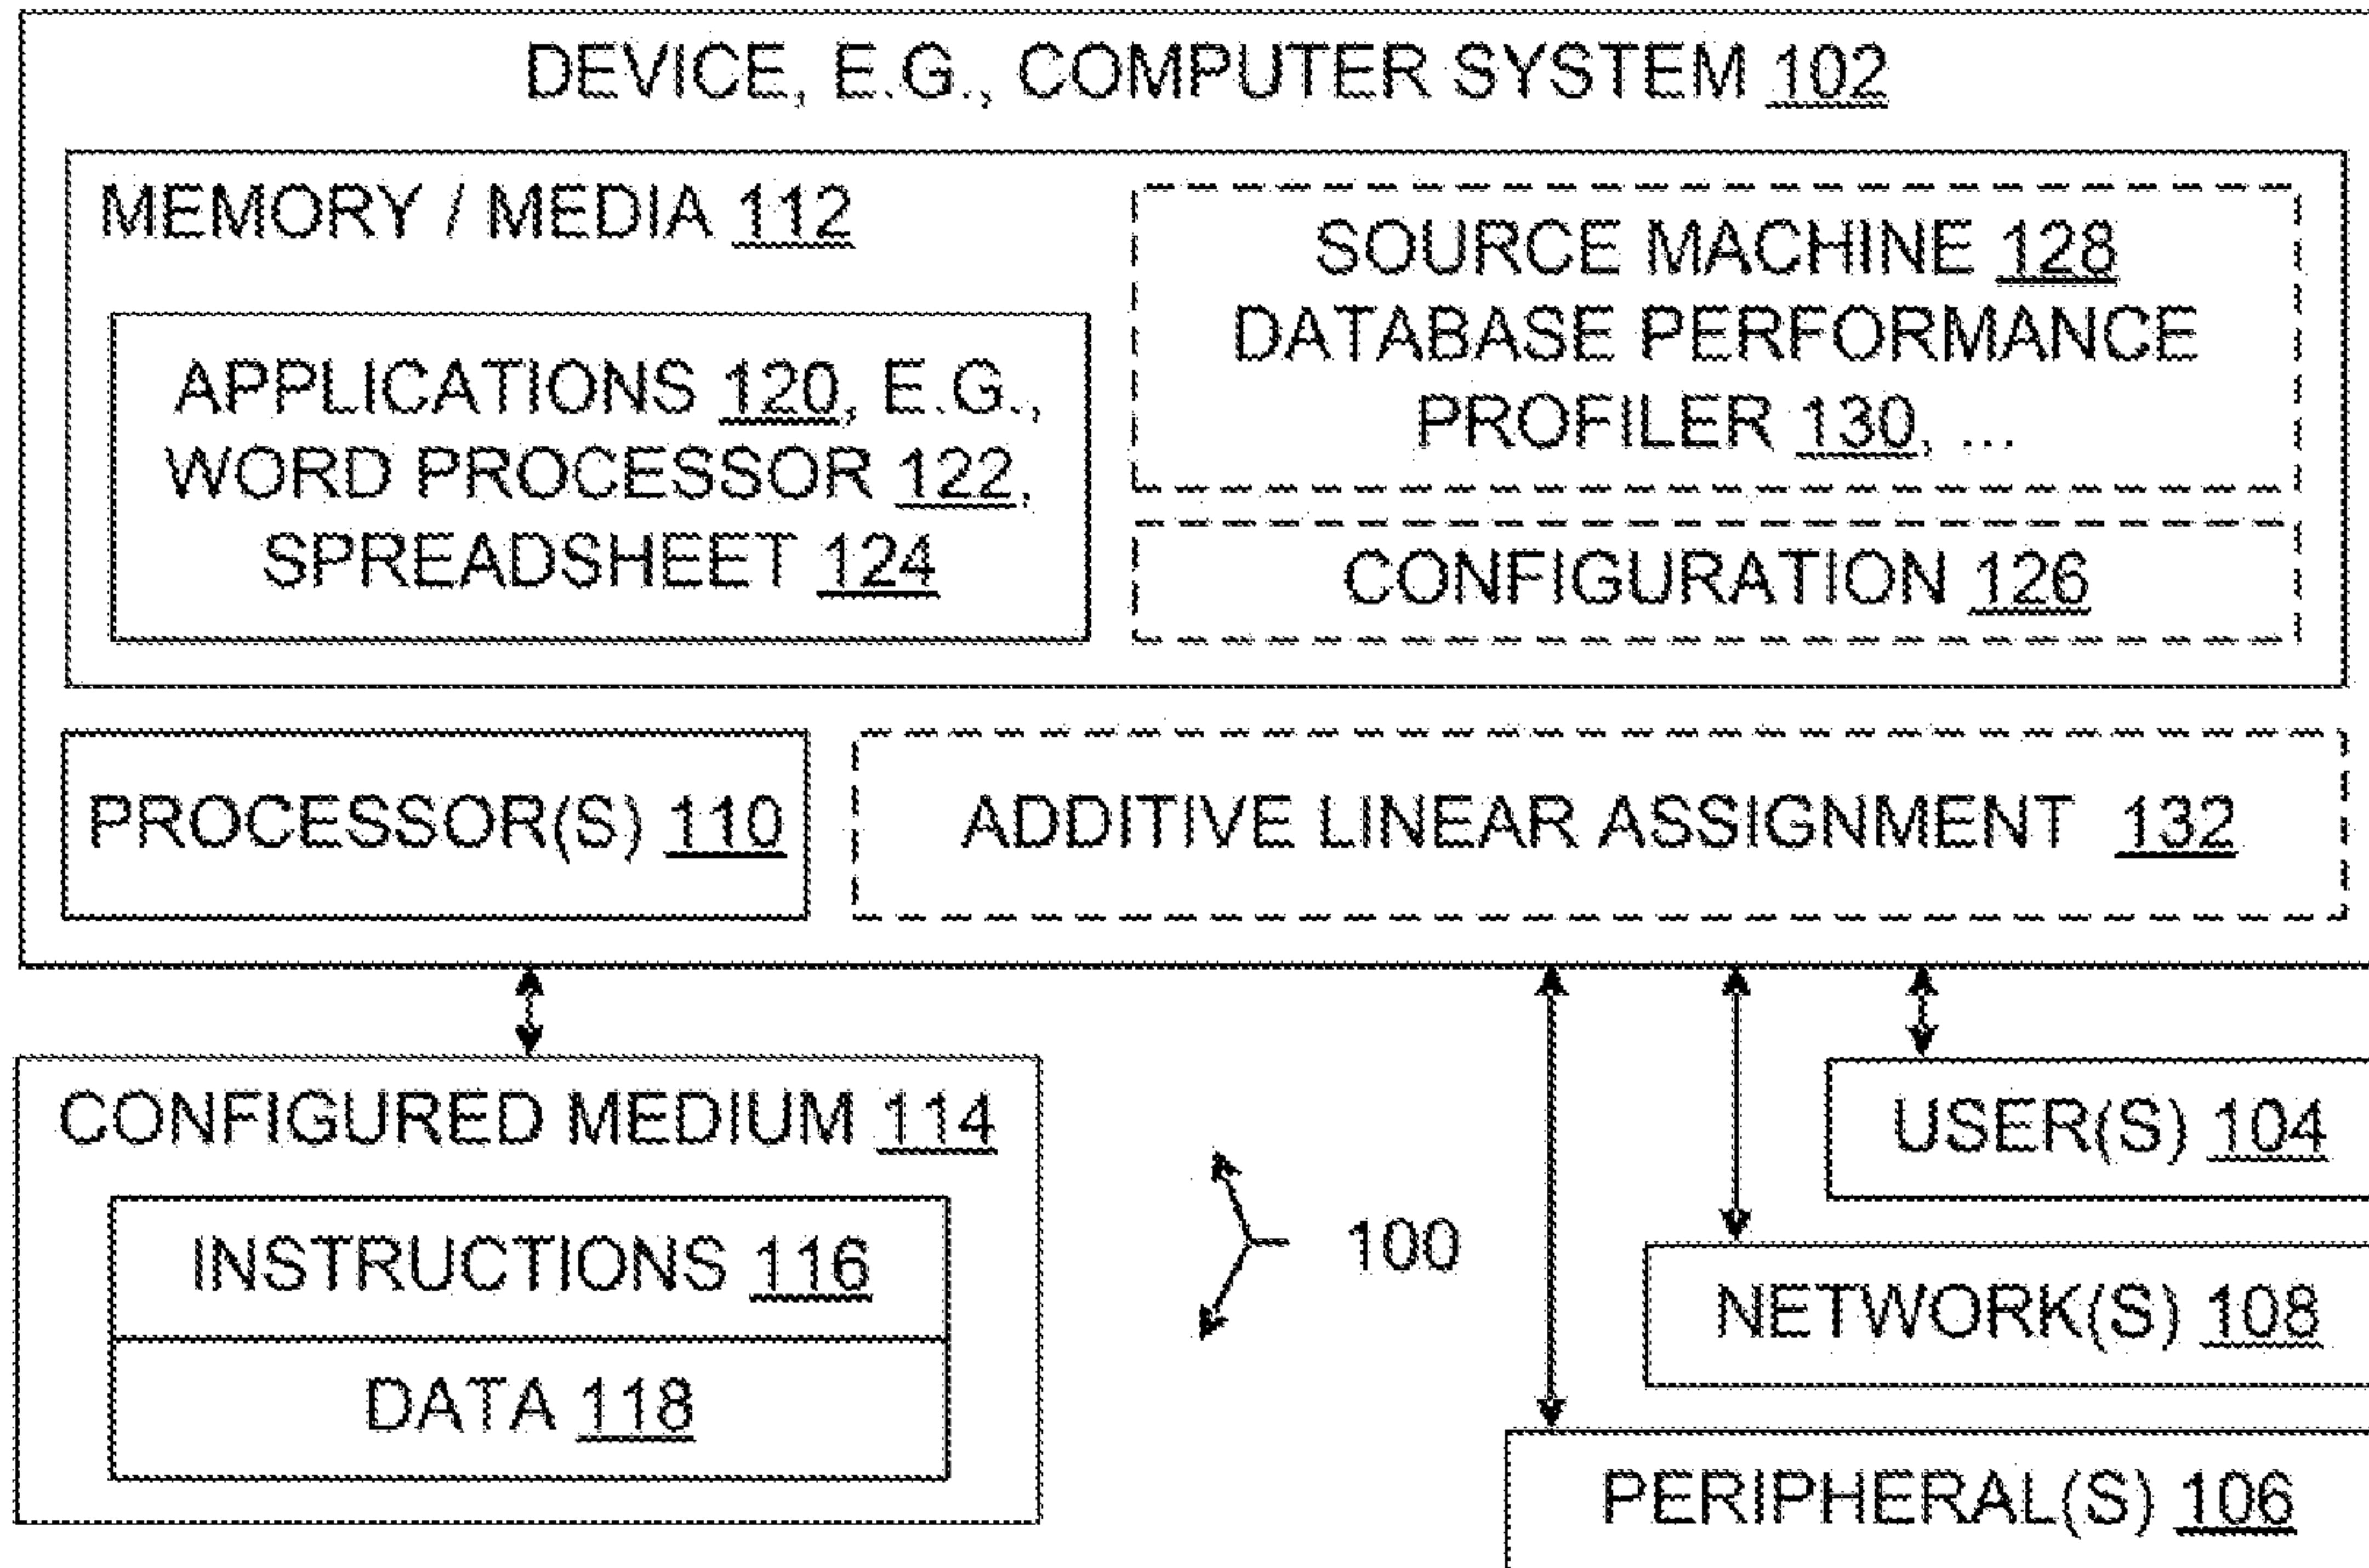 DEVICE, E.G., COMPUTER SYSTEM 102
MEMORY / MEDIA 112
APPLICATIONS 120, E.G.,
WORD PROCESSOR 122,
SPREADSHEET 124
SOURCE MACHINE 128
DATABASE PERFORMANCE
PROFILER 130, ...
CONFIGURATION 126
PROCESSOR(S) 110
ADDITIVE LINEAR ASSIGNMENT 132
CONFIGURED MEDIUM 114
INSTRUCTIONS 116
DATA 118
100
USER(S) 104
NETWORK(S) 108
PERIPHERAL(S) 106